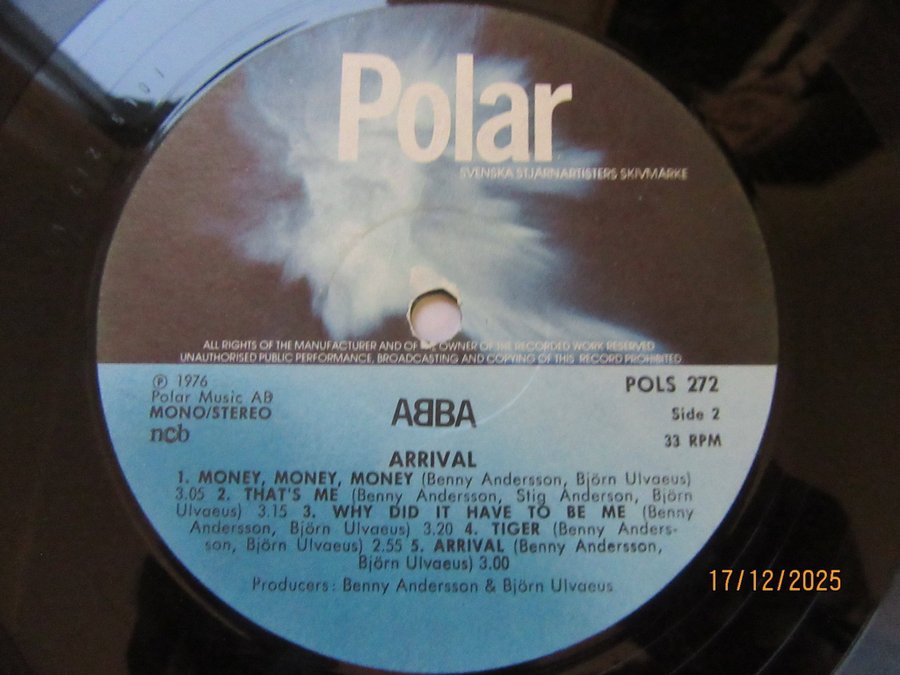 Polar
SVENSKA STJÄRNARTISTERS SKIVMÄRKE
ALL RIGHTS OF THE MANUFACTURER AND OF THE OWNER OF THE RECORDED WORK RESERVED
UNAUTHORISED PUBLIC PERFORMANCE, BROADCASTING AND COPYING OF THIS RECORD PROHIBITED
℗ 1976
Polar Music AB
MONO/STEREO
ncb
ABBA
POLS 272
Side 2
33 RPM
ARRIVAL
1. MONEY, MONEY, MONEY (Benny Andersson, Björn Ulvaeus)
3.05 2. THAT'S ME (Benny Andersson, Stig Anderson, Björn
Ulvaeus) 3.15 3. WHY DID IT HAVE TO BE ME (Benny
Andersson, Björn Ulvaeus) 3.20 4. TIGER (Benny Anders-
son, Björn Ulvaeus) 2.55 5. ARRIVAL (Benny Andersson,
Björn Ulvaeus) 3.00
Producers: Benny Andersson & Björn Ulvaeus
17/12/2025